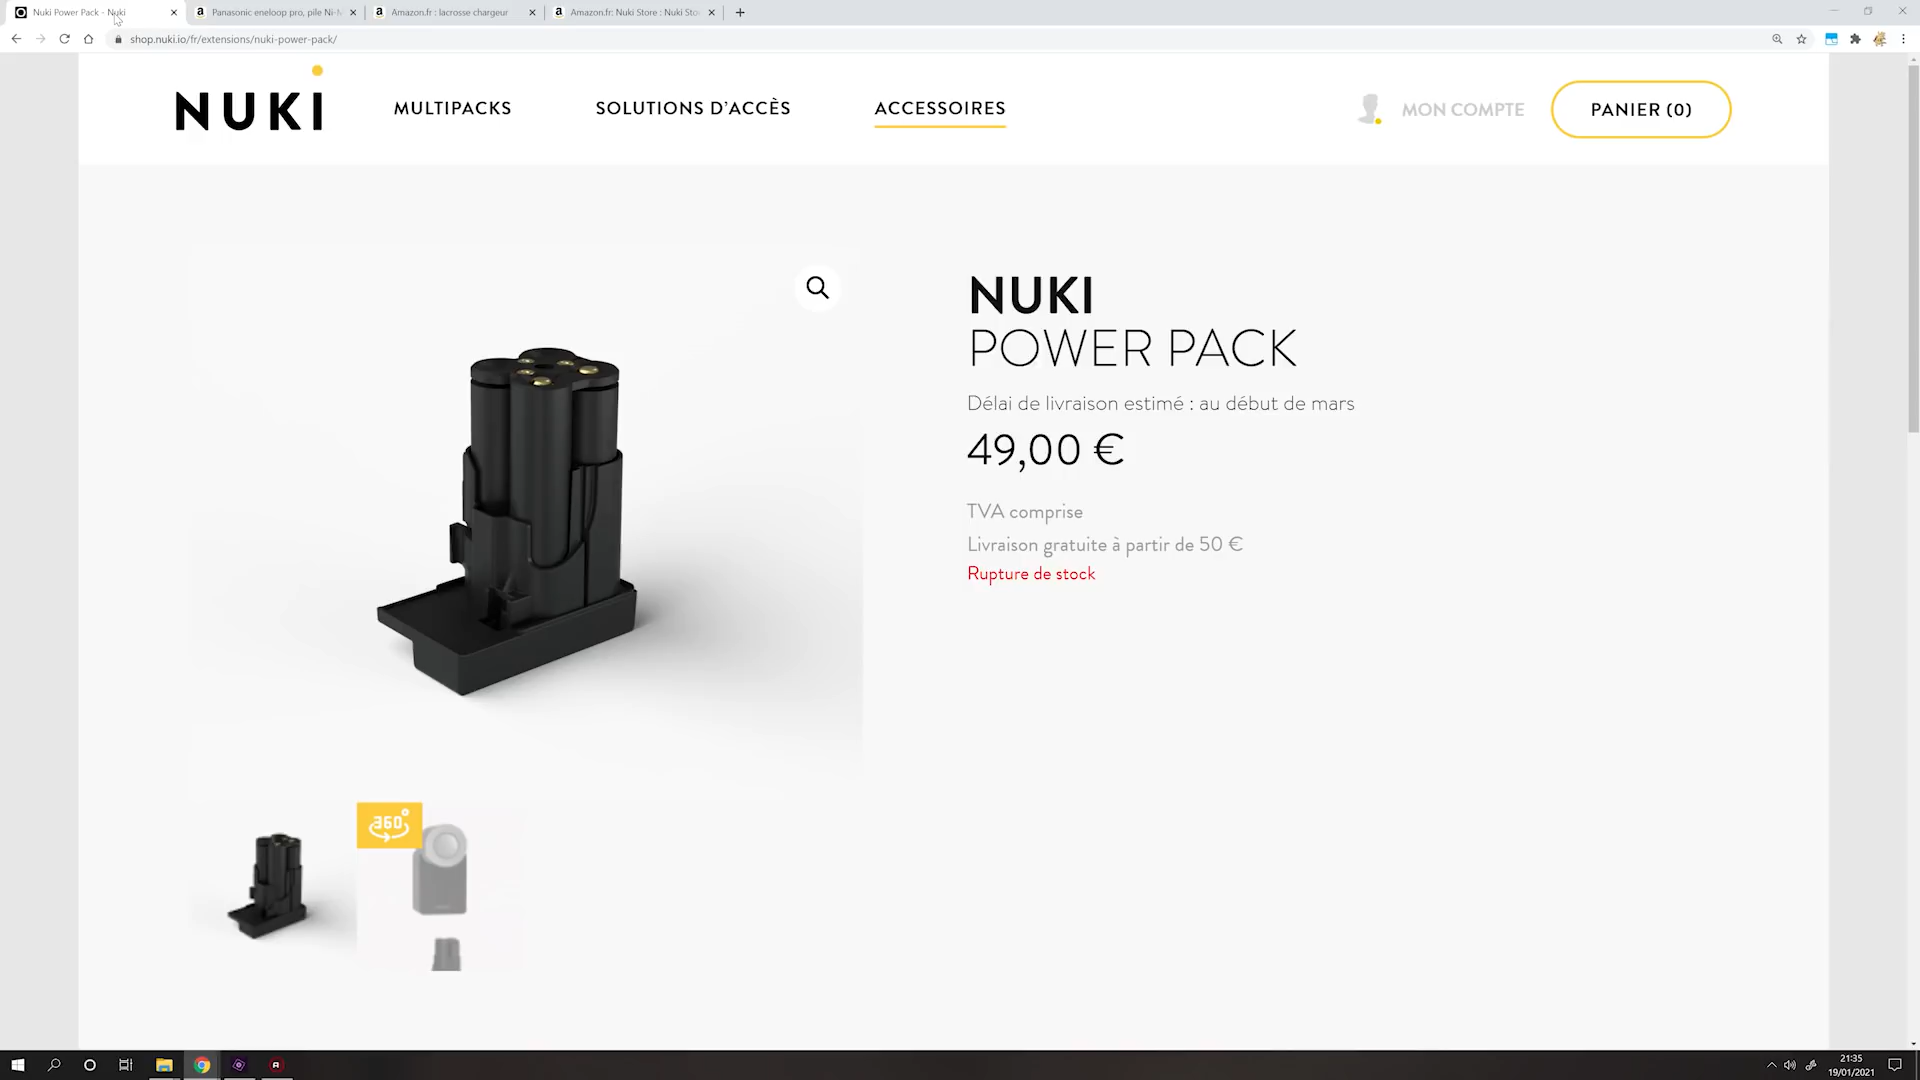 Nuki Power Pack - Nuki
Panasonic eneloop pro, pile Ni-M
Amazon.fr : lacrosse chargeur
Amazon.fr: Nuki Store : Nuki Sto
shop.nuki.io/fr/extensions/nuki-power-pack/
NUKI
MULTIPACKS
SOLUTIONS D'ACCÈS
ACCESSOIRES
MON COMPTE
PANIER (0)
NUKI
POWER PACK
Délai de livraison estimé : au début de mars
49,00 €
TVA comprise
Livraison gratuite à partir de 50 €
Rupture de stock
360°
21:35
19/01/2021